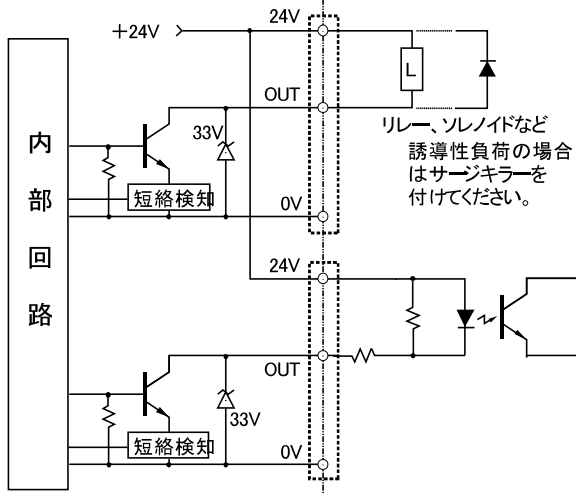 24V
+24V
L
OUT
33V
リレー、ソレノイドなど
誘導性負荷の場合
はサージキラーを
付けてください。
短絡検知
0V
内部回路
24V
OUT
33V
短絡検知
0V